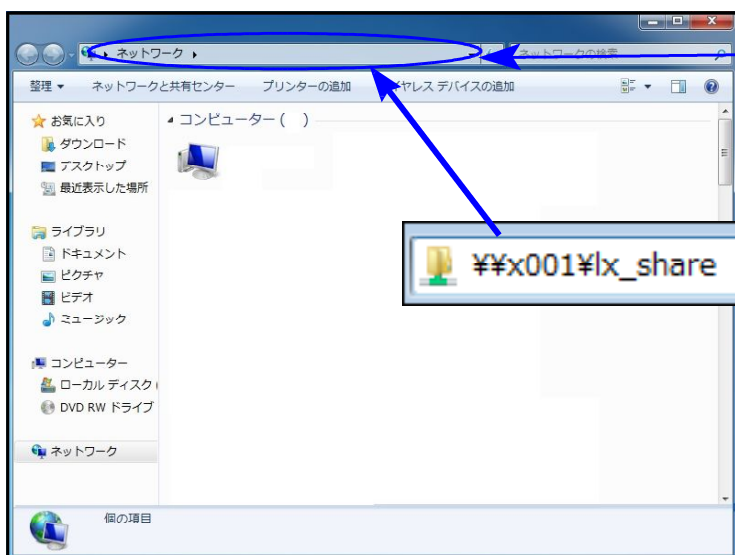 ネットワーク
ネットワークの検索
整理 ネットワークと共有センター プリンターの追加 イヤレス デバイスの追加
お気に入り
ダウンロード
デスクトップ
最近表示した場所
ライブラリ
ドキュメント
ピクチャ
ビデオ
ミュージック
コンピューター
ローカル ディスク (
DVD RW ドライブ
ネットワーク
コンピューター ( )
¥¥x001¥lx_share
個の項目